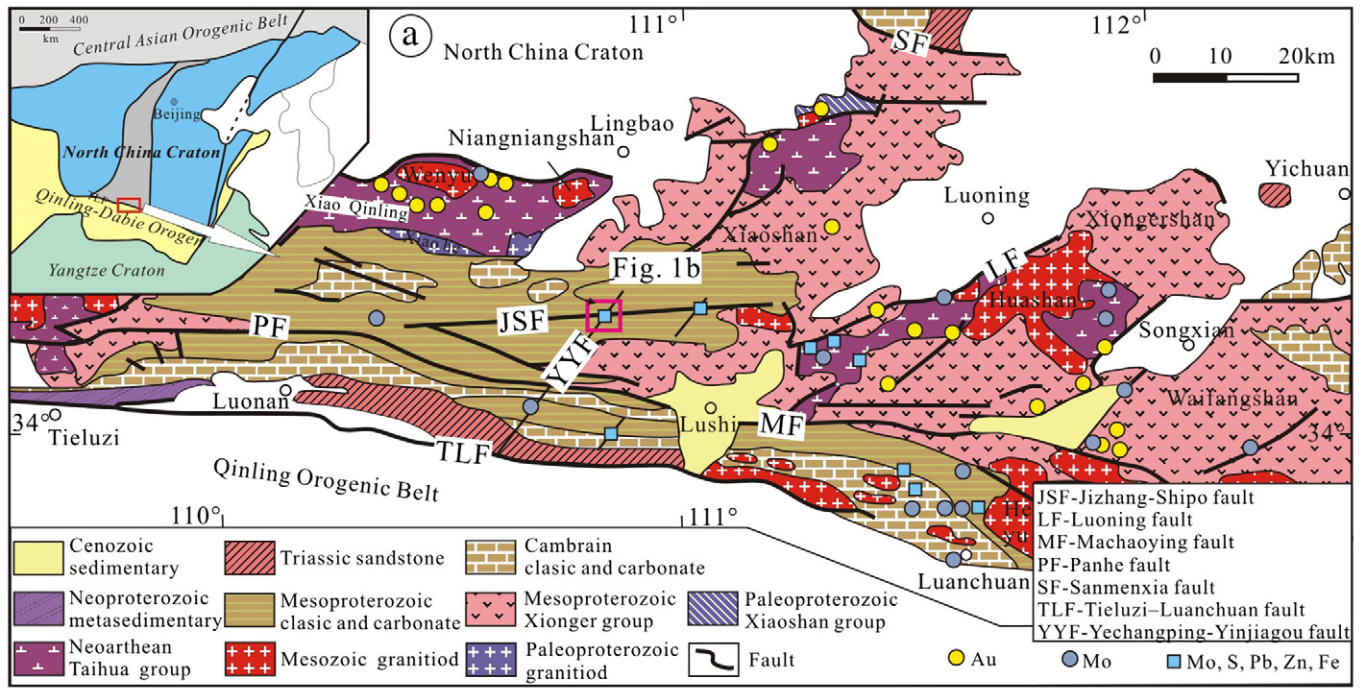 0 200 400
km
Central Asian Orogenic Belt
Beijing
North China Craton
Qinling-Dabie Oroger
Yangtze Craton
a
North China Craton
111°
112°
SF
0 10 20km
Niangniangshan
Lingbao
Wenyu
Xiao Qinling
Xiaoshan
Luoning
Yichuan
Xiongershan
Fig. 1b
LF
Huashan
JSF
PF
YYF
Songxian
Luonan
Lushi
MF
Waifangshan
34°
34°
Tieluzi
TLF
Qinling Orogenic Belt
110°
111°
He
yu
Luanchuan
JSF-Jizhang-Shipo fault
LF-Luoning fault
MF-Machaoying fault
PF-Panhe fault
SF-Sanmenxia fault
TLF-Tieluzi–Luanchuan fault
YYF-Yechangping-Yinjiagou fault
Cenozoic
sedimentary
Triassic sandstone
Cambrain
clasic and carbonate
Neoproterozoic
metasedimentary
Mesoproterozoic
clasic and carbonate
Mesoproterozoic
Xionger group
Paleoproterozoic
Xiaoshan group
Neoarthean
Taihua group
Mesozoic granitiod
Paleoproterozoic
granitiod
Fault
Au
Mo
Mo, S, Pb, Zn, Fe